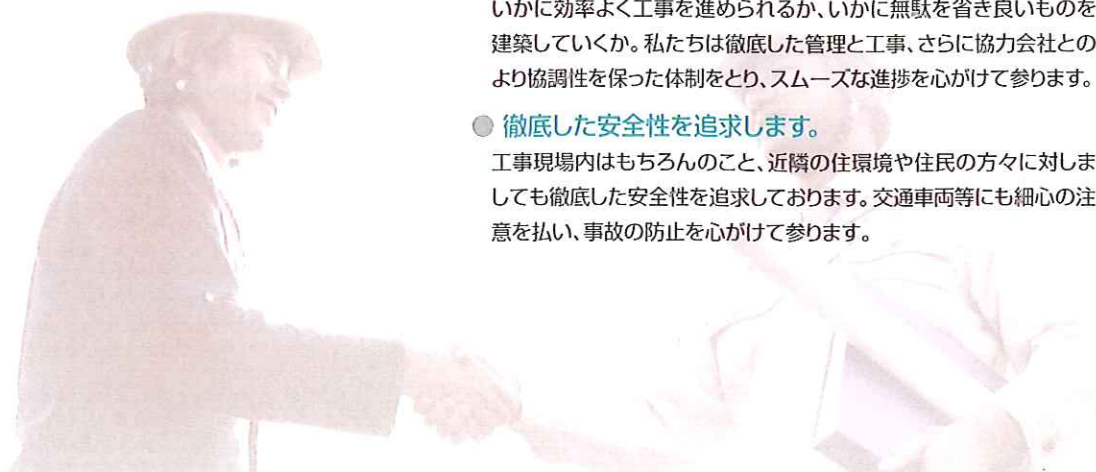 いかに効率よく工事を進められるか、いかに無駄を省き良いものを
建築していくか。私たちは徹底した管理と工事、さらに協力会社との
より協調性を保った体制をとり、スムーズな進捗を心がけて参ります。
徹底した安全性を追求します。
工事現場内はもちろんのこと、近隣の住環境や住民の方々に対しま
しても徹底した安全性を追求しております。交通車両等にも細心の注
意を払い、事故の防止を心がけて参ります。